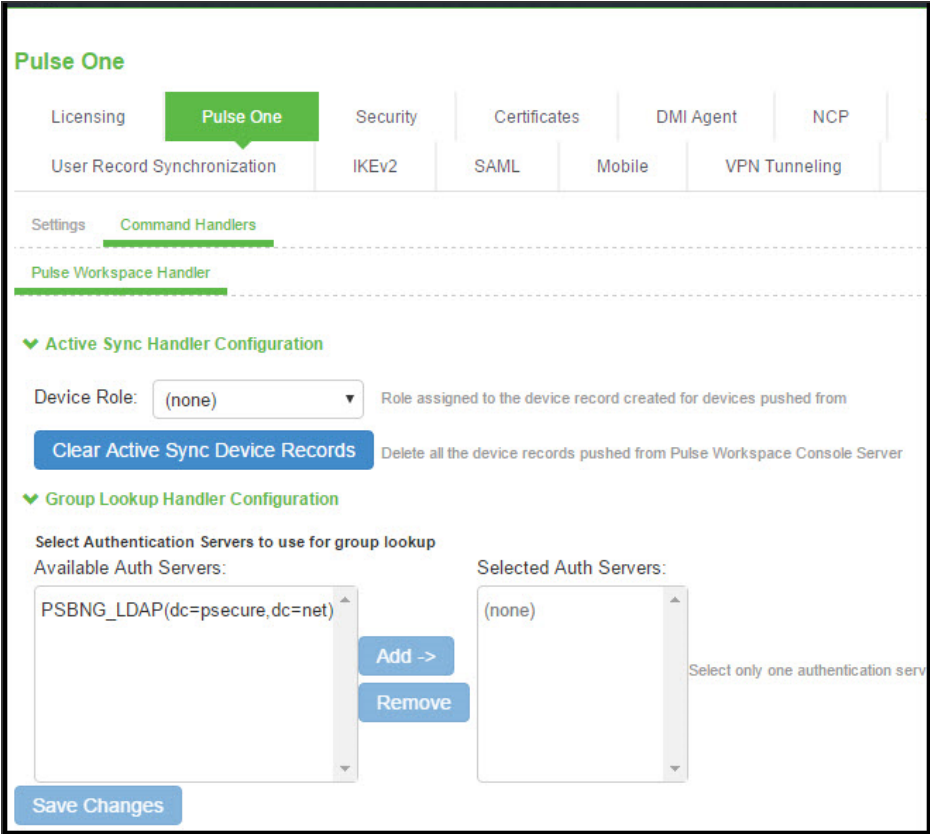 Pulse One
Licensing Pulse One Security Certificates DMI Agent NCP
User Record Synchronization IKEv2 SAML Mobile VPN Tunneling
Settings Command Handlers
Pulse Workspace Handler
Active Sync Handler Configuration
Device Role: (none) Role assigned to the device record created for devices pushed from
Clear Active Sync Device Records Delete all the device records pushed from Pulse Workspace Console Server
Group Lookup Handler Configuration
Select Authentication Servers to use for group lookup
Available Auth Servers: Selected Auth Servers:
PSBNG_LDAP(dc=psecure,dc=net) (none)
Add ->
Select only one authentication serv
Remove
Save Changes